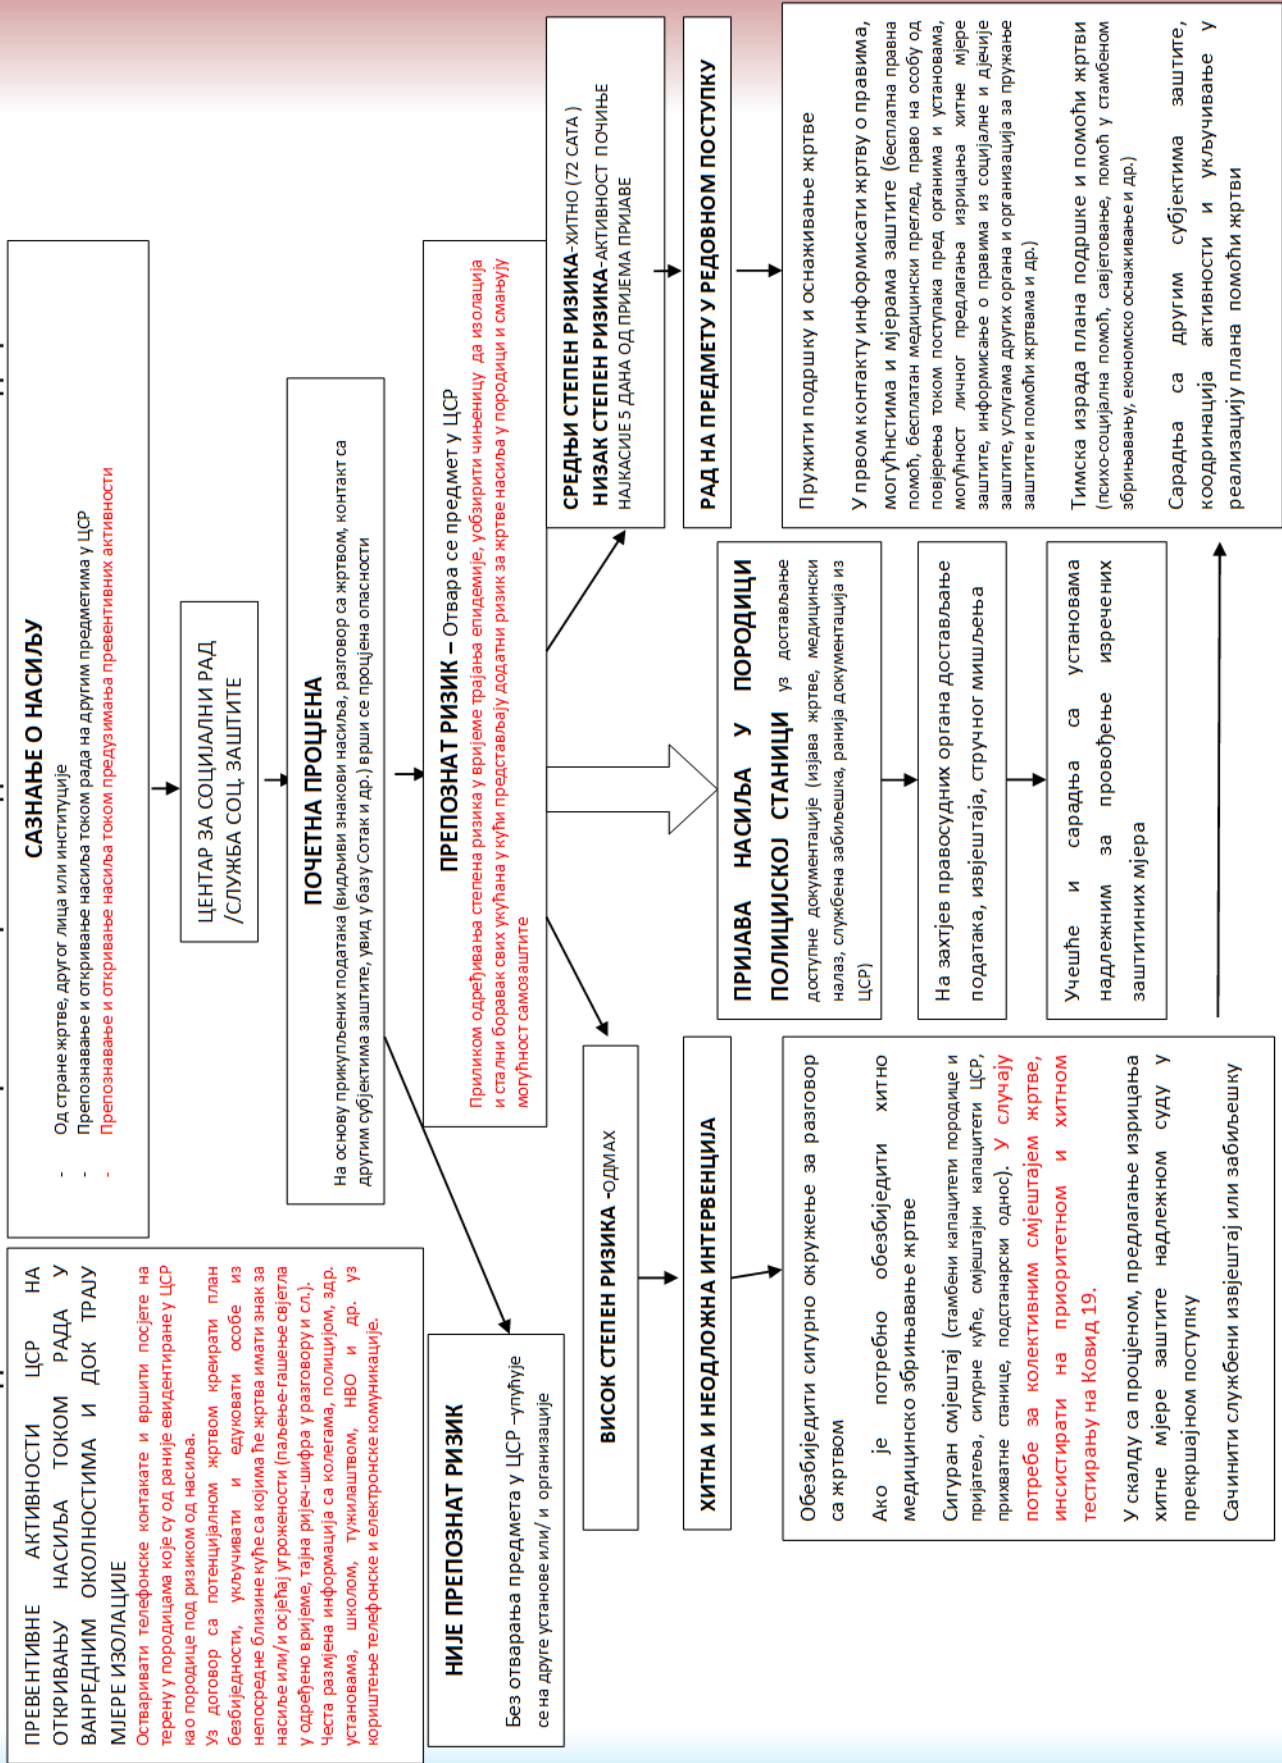 ПРЕВЕНТИВНЕ АКТИВНОСТИ ЦСР НА
ОТКРИВАЊУ НАСИЉА ТОКОМ РАДА У
ВАНРЕДНИМ ОКОЛНОСТИМА И ДОК ТРАЈУ
МЈЕРЕ ИЗОЛАЦИЈЕ
Остваривати телефонске контакате и вршити посјете на
терену у породицама које су од раније евидентиране у ЦСР
као породице под ризиком од насиља.
Уз договор са потенцијалном жртвом креирати план
безбиједности, укључивати и едуковати особе из
непосредне близине куће са којима ће жртва имати знак за
насиље или/и осјећај угрожености (паљење-гашење свјетла
у одређено вријеме, тајна ријеч-шифра у разговору и сл.).
Честа размјена информација са колегама, полицијом, здр.
установама, школом, тужилаштвом, НВО и др. уз
кориштење телефонске и електронске комуникације.
САЗНАЊЕ О НАСИЉУ
- Од стране жртве, другог лица или институције
- Препознавање и откривање насиља током рада на другим предметима у ЦСР
- Препознавање и откривање насиља током предузимања превентивних активности
ЦЕНТАР ЗА СОЦИЈАЛНИ РАД
/СЛУЖБА СОЦ. ЗАШТИТЕ
ПОЧЕТНА ПРОЦЈЕНА
На основу прикупљених података (видљиви знакови насиља, разговор са жртвом, контакт са
другим субјектима заштите, увид у базу Сотак и др.) врши се процјена опасности
ПРЕПОЗНАТ РИЗИК – Отвара се предмет у ЦСР
Приликом одређивања степена ризика у вријеме трајања епидемије, уобзирити чињеницу да изолација
и стални боравак свих укућана у кући представљају додатни ризик за жртве насиља у породици и смањују
могућност самозаштите
НИЈЕ ПРЕПОЗНАТ РИЗИК
Без отварања предмета у ЦСР –упућује
се на друге установе или/ и организације
ВИСОК СТЕПЕН РИЗИКА -ОДМАХ
ХИТНА И НЕОДЛОЖНА ИНТЕРВЕНЦИЈА
Обезбиједити сигурно окружење за разговор
са жртвом
Ако је потребно обезбиједити хитно
медицинско збрињавање жртве
Сигуран смјештај (стамбени капацитети породице и
пријатеља, сигурне куће, смјештајни капацитети ЦСР,
прихватне станице, подстанарски однос). У случају
потребе за колективним смјештајем жртве,
инсистирати на приоритетном и хитном
тестирању на Ковид 19.
У скалду са процјеном, предлагање изрицања
хитне мјере заштите надлежном суду у
прекршајном поступку
Сачинити службени извјештај или забиљешку
ПРИЈАВА НАСИЉА У ПОРОДИЦИ
ПОЛИЦИЈСКОЈ СТАНИЦИ уз достављање
доступне документације (изјава жртве, медицински
налаз, службена забиљешка, ранија документација из
ЦСР)
На захтјев правосудних органа достављање
података, извјештаја, стручног мишљења
Учешће и сарадња са установама
надлежним за провођење изречених
заштитиних мјера
СРЕДЊИ СТЕПЕН РИЗИКА-ХИТНО (72 САТА )
НИЗАК СТЕПЕН РИЗИКА-АКТИВНОСТ ПОЧИЊЕ
НАЈКАСИЈЕ 5 ДАНА ОД ПРИЈЕМА ПРИЈАВЕ
РАД НА ПРЕДМЕТУ У РЕДОВНОМ ПОСТУПКУ
Пружити подршку и оснаживање жртве
У првом контакту информисати жртву о правима,
могућнстима и мјерама заштите (бесплатна правна
помоћ, бесплатан медицински преглед, право на особу од
повјерења током поступака пред органима и установама,
могућност личног предлагања изрицања хитне мјере
заштите, информисање о правима из социјалне и дјечије
заштите, услугама других органа и организација за пружање
заштите и помоћи жртвама и др.)
Тимска израда плана подршке и помоћи жртви
(психо-социјална помоћ, савјетовање, помоћ у стамбеном
збрињавању, економско оснаживање и др.)
Сарадња са другим субјектима заштите,
коодринација активности и укључивање у
реализацију плана помоћи жртви